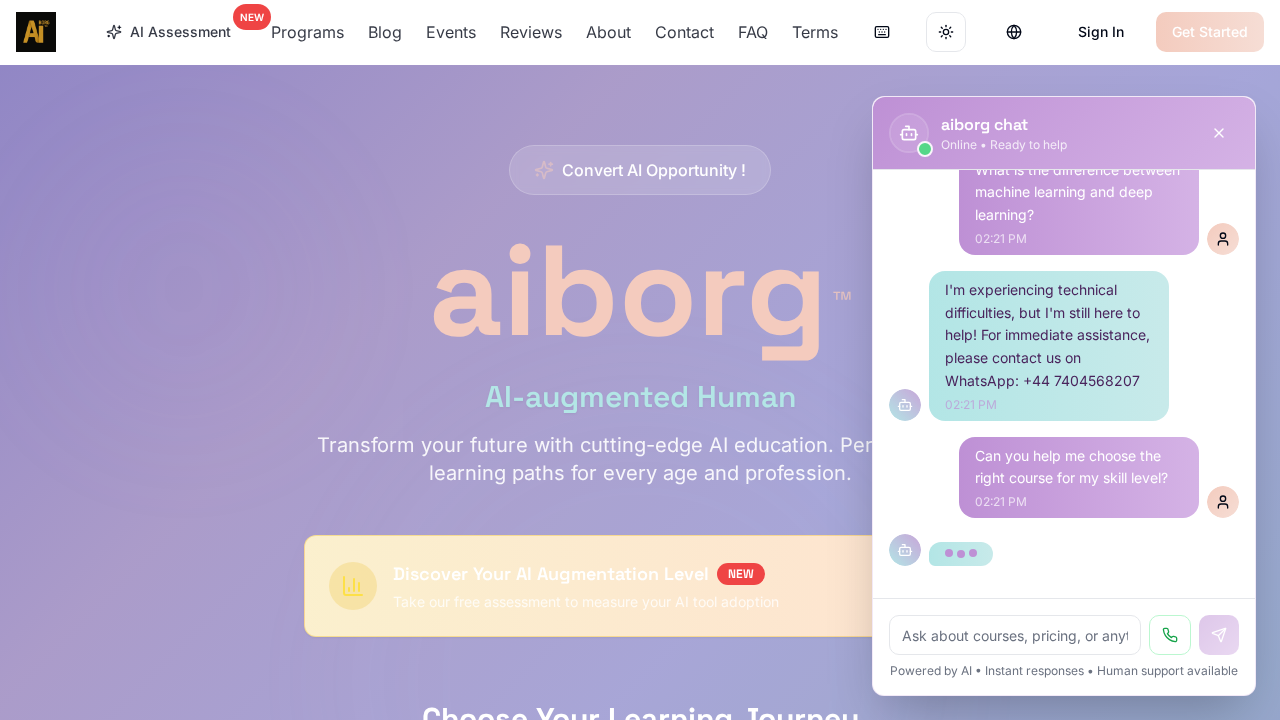 Ai
AI Assessment
NEW
Programs
Blog
Events
Reviews
About
Contact
FAQ
Terms
Sign In
Get Started
Convert AI Opportunity !
aiborg™
AI-augmented Human
Transform your future with cutting-edge AI education.
learning paths for every age and profession.
Discover Your AI Augmentation Level NEW
Take our free assessment to measure your AI tool adoption
Choose Your Learning Journey
aiborg chat
Online • Ready to help
What is the difference between
machine learning and deep
learning?
02:21 PM
I'm experiencing technical
difficulties, but I'm still here to
help! For immediate assistance,
please contact us on
WhatsApp: +44 7404568207
02:21 PM
Can you help me choose the
right course for my skill level?
02:21 PM
Ask about courses, pricing, or
Powered by AI • Instant responses • Human support available